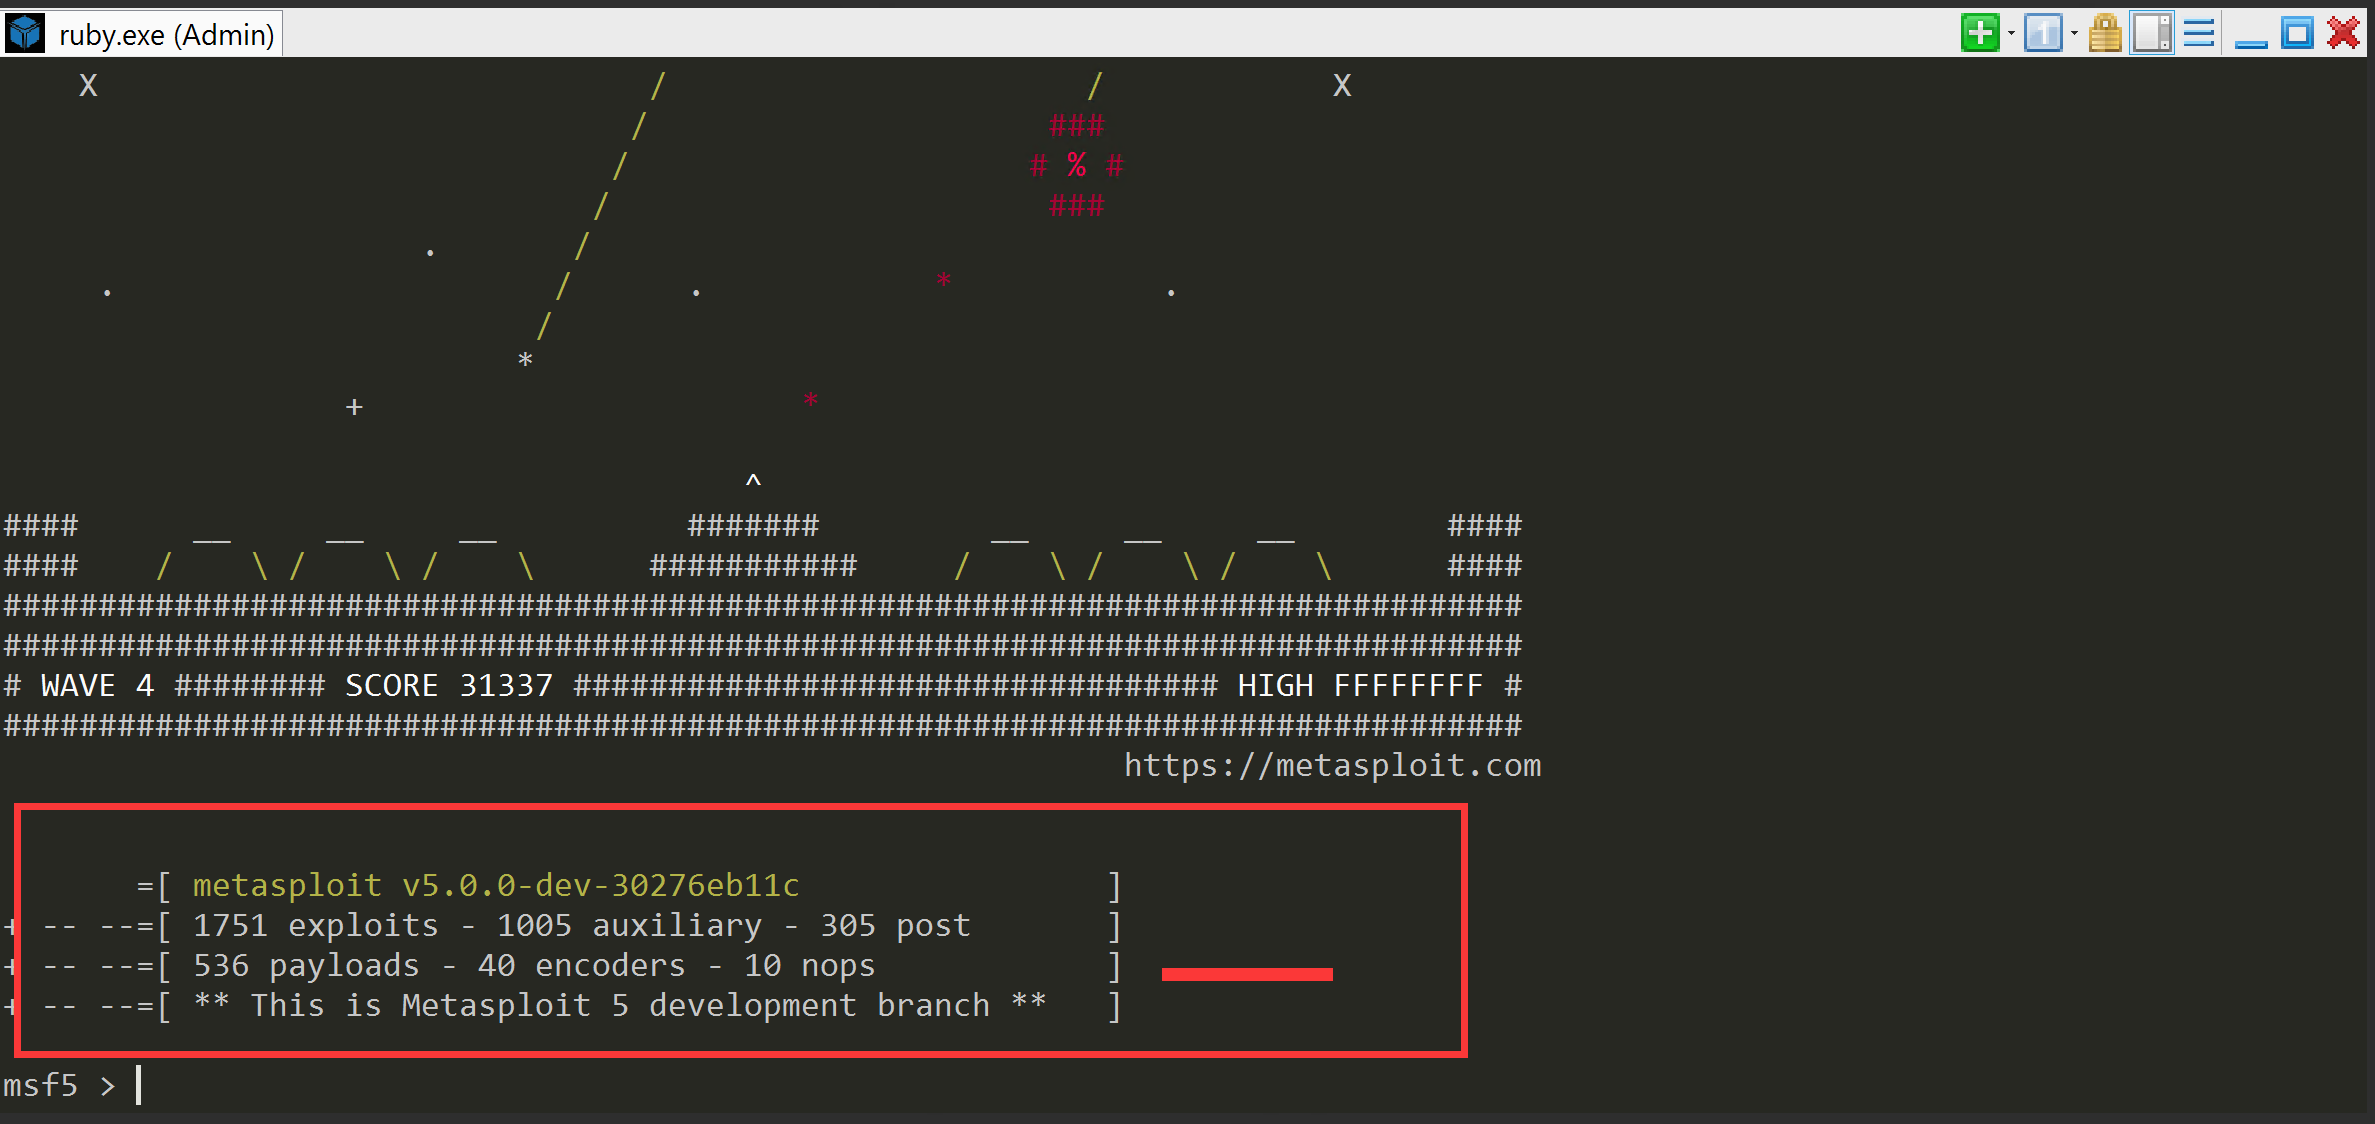 ruby.exe (Admin)
X / / X
/ ###
/ # % #
/ ###
. /
. / . * .
/
*
+ *
^
#### __ __ __ ####### __ __ __ ####
#### / \ / \ / \ ########### / \ / \ / \ ####
################################################################################
################################################################################
# WAVE 4 ######## SCORE 31337 ################################## HIGH FFFFFFFF #
################################################################################
https://metasploit.com
=[ metasploit v5.0.0-dev-30276eb11c ]
+ -- --=[ 1751 exploits - 1005 auxiliary - 305 post ]
+ -- --=[ 536 payloads - 40 encoders - 10 nops ]
+ -- --=[ ** This is Metasploit 5 development branch ** ]
msf5 >